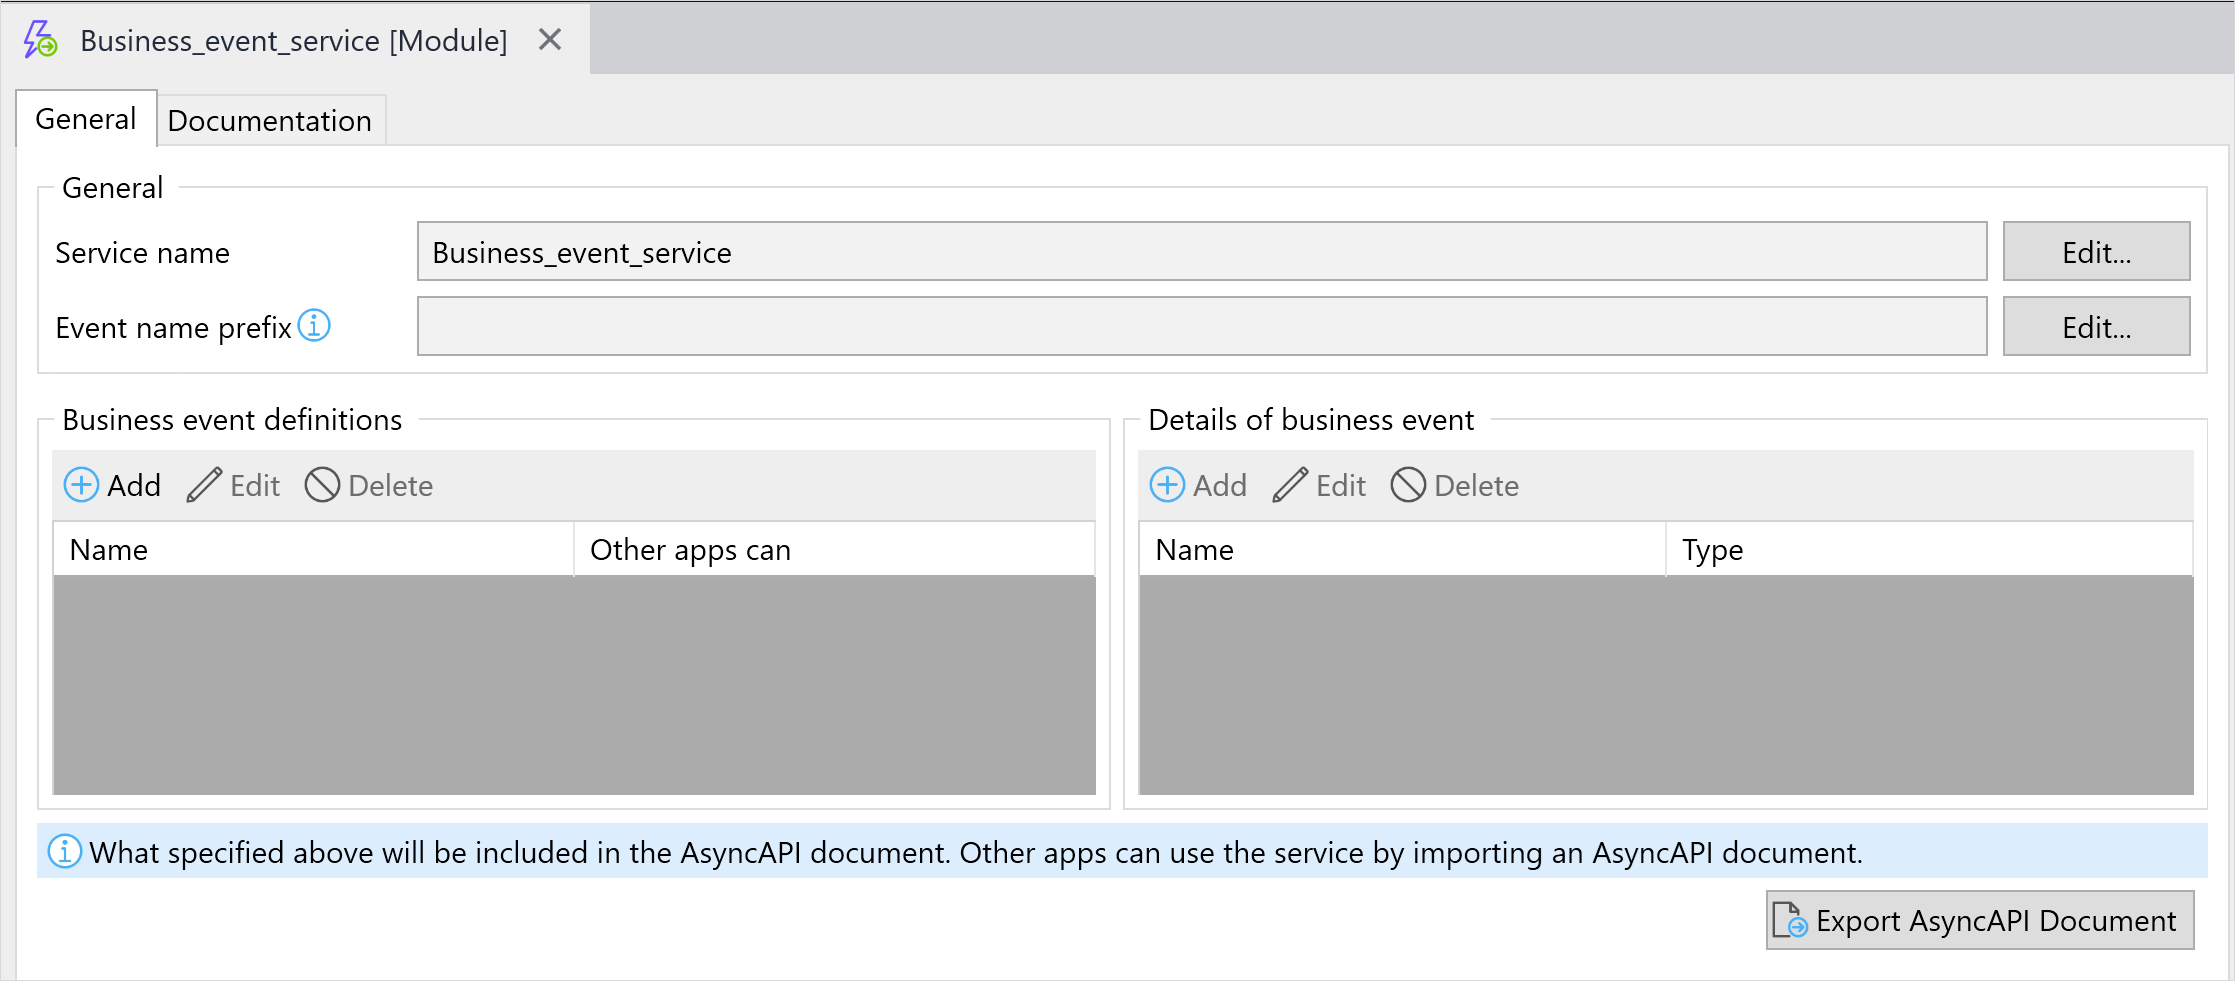 Business_event_service [Module]
General
Documentation
General
Service name
Business_event_service
Edit...
Event name prefix
Edit...
Business event definitions
Add
Edit
Delete
Name
Other apps can
Details of business event
Add
Edit
Delete
Name
Type
What specified above will be included in the AsyncAPI document. Other apps can use the service by importing an AsyncAPI document.
Export AsyncAPI Document